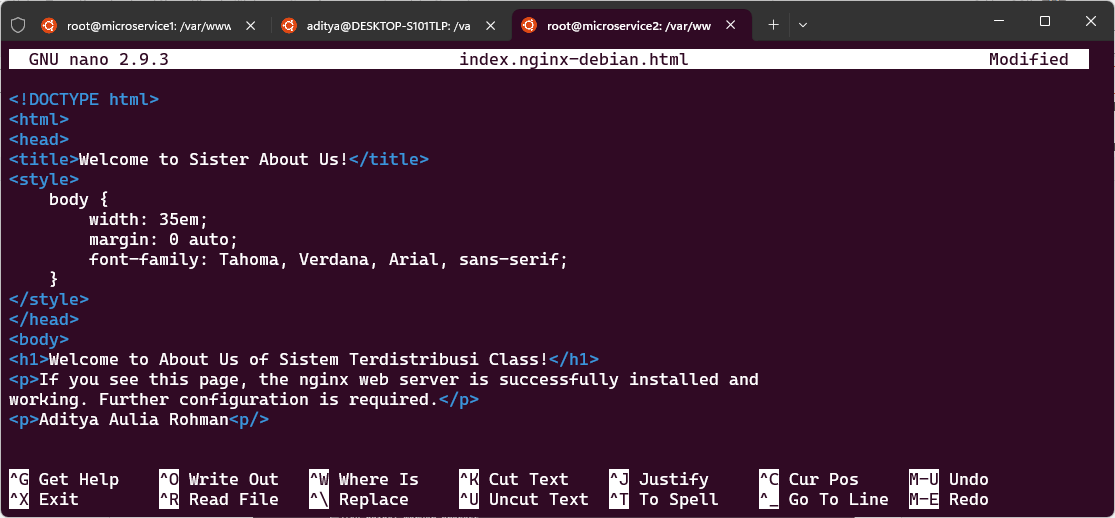 root@microservice1: /var/www
aditya@DESKTOP-S101TLP: /va
root@microservice2: /var/ww
GNU nano 2.9.3 index.nginx-debian.html Modified
<!DOCTYPE html>
<html>
<head>
<title>Welcome to Sister About Us!</title>
<style>
    body {
        width: 35em;
        margin: 0 auto;
        font-family: Tahoma, Verdana, Arial, sans-serif;
    }
</style>
</head>
<body>
<h1>Welcome to About Us of Sistem Terdistribusi Class!</h1>
<p>If you see this page, the nginx web server is successfully installed and
working. Further configuration is required.</p>
<p>Aditya Aulia Rohman<p/>
^G Get Help ^O Write Out ^W Where Is ^K Cut Text ^J Justify ^C Cur Pos M-U Undo
^X Exit ^R Read File ^\ Replace ^U Uncut Text ^T To Spell ^_ Go To Line M-E Redo